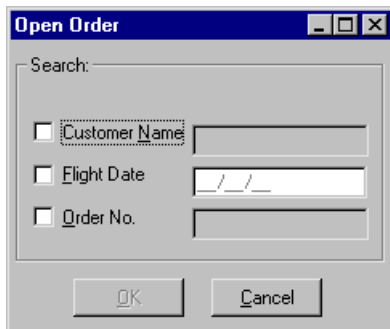 Open Order
Search:
Customer Name
Flight Date __/__/__
Order No.
OK Cancel